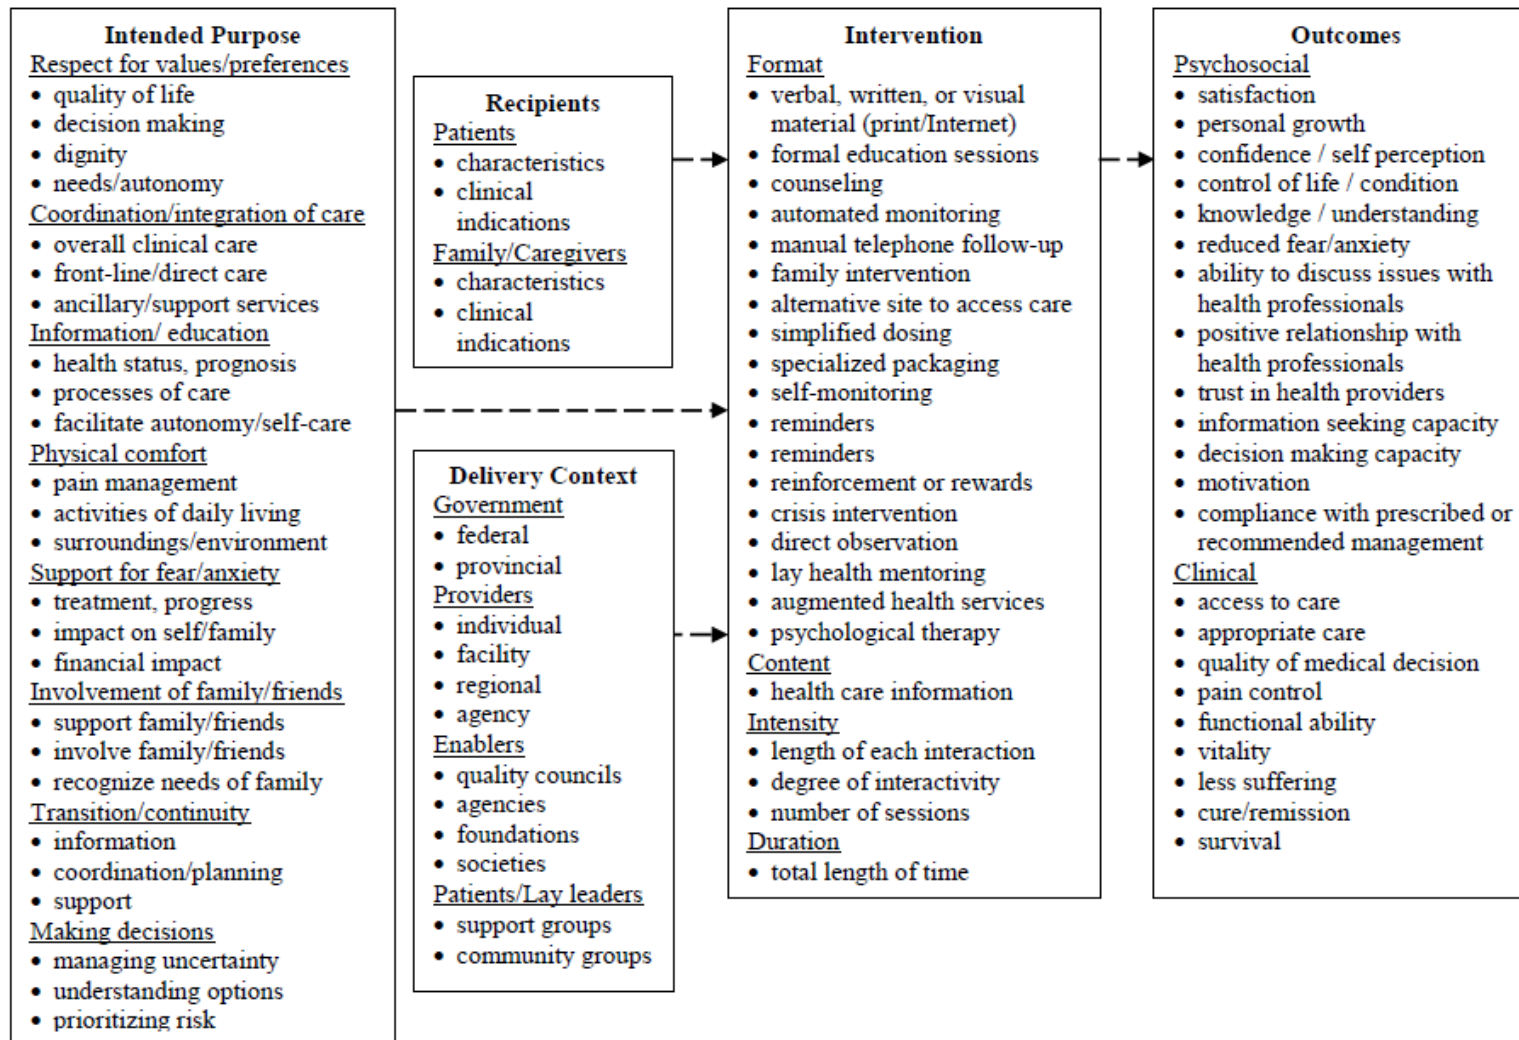 Intended Purpose
Respect for values/preferences
• quality of life
• decision making
• dignity
• needs/autonomy
Coordination/integration of care
• overall clinical care
• front-line/direct care
• ancillary/support services
Information/ education
• health status, prognosis
• processes of care
• facilitate autonomy/self-care
Physical comfort
• pain management
• activities of daily living
• surroundings/environment
Support for fear/anxiety
• treatment, progress
• impact on self/family
• financial impact
Involvement of family/friends
• support family/friends
• involve family/friends
• recognize needs of family
Transition/continuity
• information
• coordination/planning
• support
Making decisions
• managing uncertainty
• understanding options
• prioritizing risk
Recipients
Patients
• characteristics
• clinical
indications
Family/Caregivers
• characteristics
• clinical
indications
Delivery Context
Government
• federal
• provincial
Providers
• individual
• facility
• regional
• agency
Enablers
• quality councils
• agencies
• foundations
• societies
Patients/Lay leaders
• support groups
• community groups
Intervention
Format
• verbal, written, or visual
material (print/Internet)
• formal education sessions
• counseling
• automated monitoring
• manual telephone follow-up
• family intervention
• alternative site to access care
• simplified dosing
• specialized packaging
• self-monitoring
• reminders
• reminders
• reinforcement or rewards
• crisis intervention
• direct observation
• lay health mentoring
• augmented health services
• psychological therapy
Content
• health care information
Intensity
• length of each interaction
• degree of interactivity
• number of sessions
Duration
• total length of time
Outcomes
Psychosocial
• satisfaction
• personal growth
• confidence / self perception
• control of life / condition
• knowledge / understanding
• reduced fear/anxiety
• ability to discuss issues with
health professionals
• positive relationship with
health professionals
• trust in health providers
• information seeking capacity
• decision making capacity
• motivation
• compliance with prescribed or
recommended management
Clinical
• access to care
• appropriate care
• quality of medical decision
• pain control
• functional ability
• vitality
• less suffering
• cure/remission
• survival